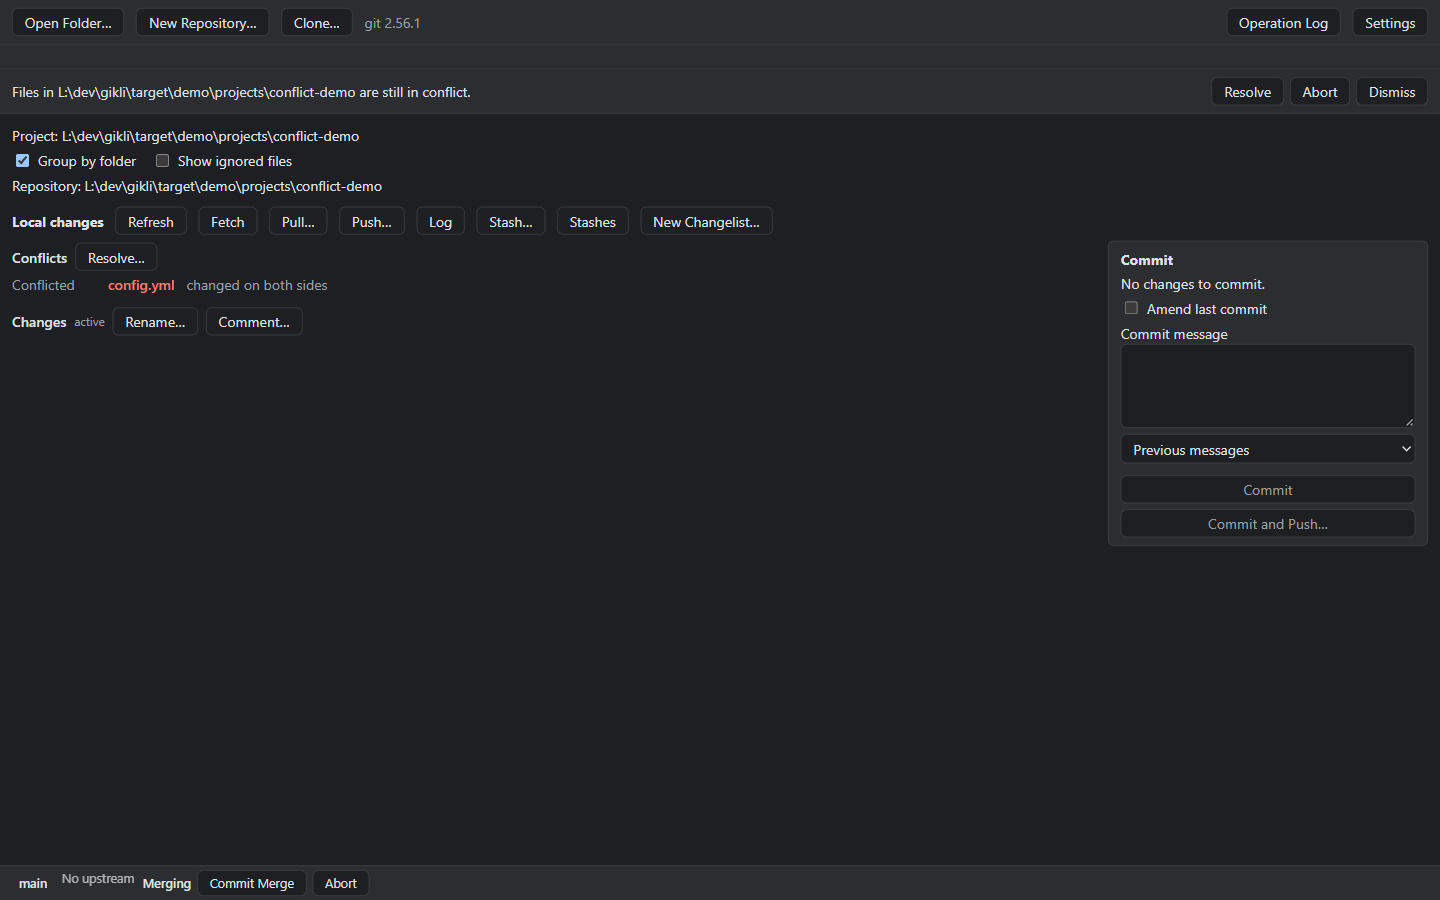 Open Folder... New Repository... Clone... git 2.56.1 Operation Log Settings
Files in L:\dev\gikli\target\demo\projects\conflict-demo are still in conflict. Resolve Abort Dismiss
Project: L:\dev\gikli\target\demo\projects\conflict-demo
Group by folder Show ignored files
Repository: L:\dev\gikli\target\demo\projects\conflict-demo
Local changes Refresh Fetch Pull... Push... Log Stash... Stashes New Changelist...
Conflicts Resolve...
Conflicted config.yml changed on both sides
Changes active Rename... Comment...
Commit
No changes to commit.
Amend last commit
Commit message
Previous messages
Commit
Commit and Push...
main No upstream Merging Commit Merge Abort